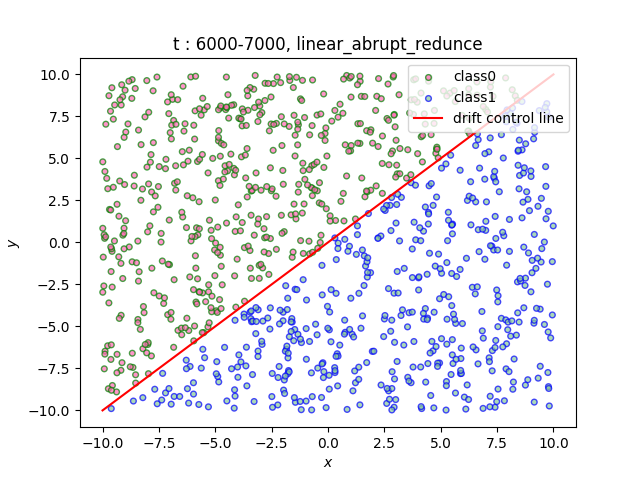 t : 6000-7000, linear_abrupt_redunce
class0
class1
drift control line
10.0
7.5
5.0
2.5
0.0
−2.5
−5.0
−7.5
−10.0
y
−10.0 −7.5 −5.0 −2.5 0.0 2.5 5.0 7.5 10.0
x